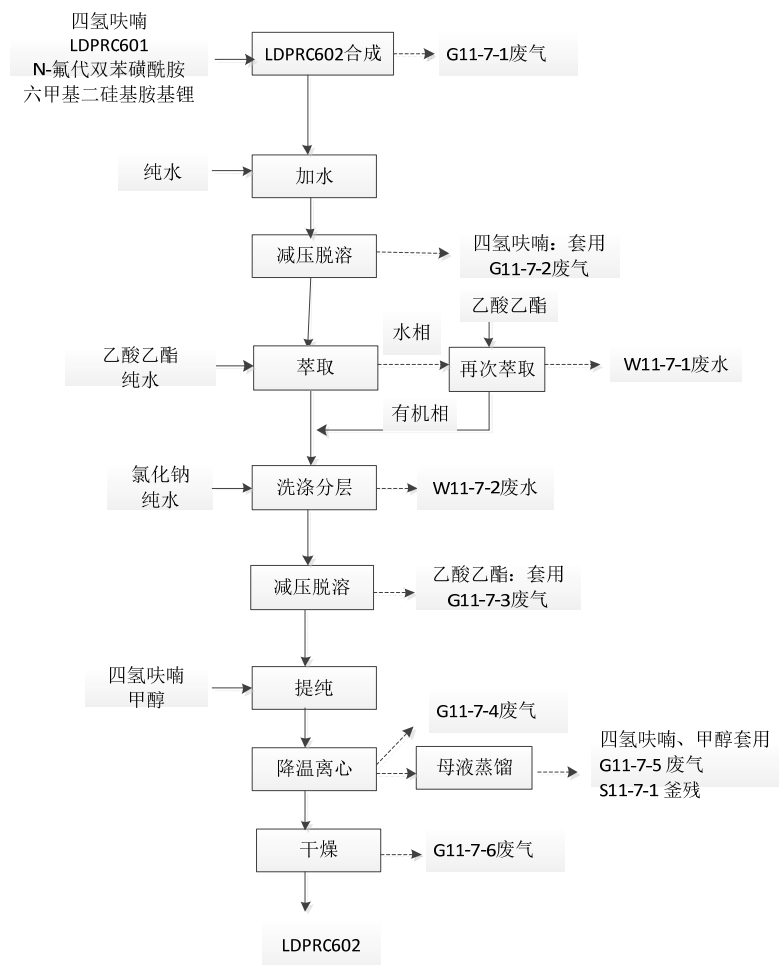 四氢呋喃
LDPRC601
N-氟代双苯磺酰胺
六甲基二硅基胺基锂
LDPRC602合成
G11-7-1废气
纯水
加水
减压脱溶
四氢呋喃：套用
G11-7-2废气
乙酸乙酯
乙酸乙酯
纯水
萃取
水相
再次萃取
W11-7-1废水
有机相
氯化钠
纯水
洗涤分层
W11-7-2废水
减压脱溶
乙酸乙酯：套用
G11-7-3废气
四氢呋喃
甲醇
提纯
G11-7-4废气
降温离心
母液蒸馏
四氢呋喃、甲醇套用
G11-7-5 废气
S11-7-1 釜残
干燥
G11-7-6废气
LDPRC602